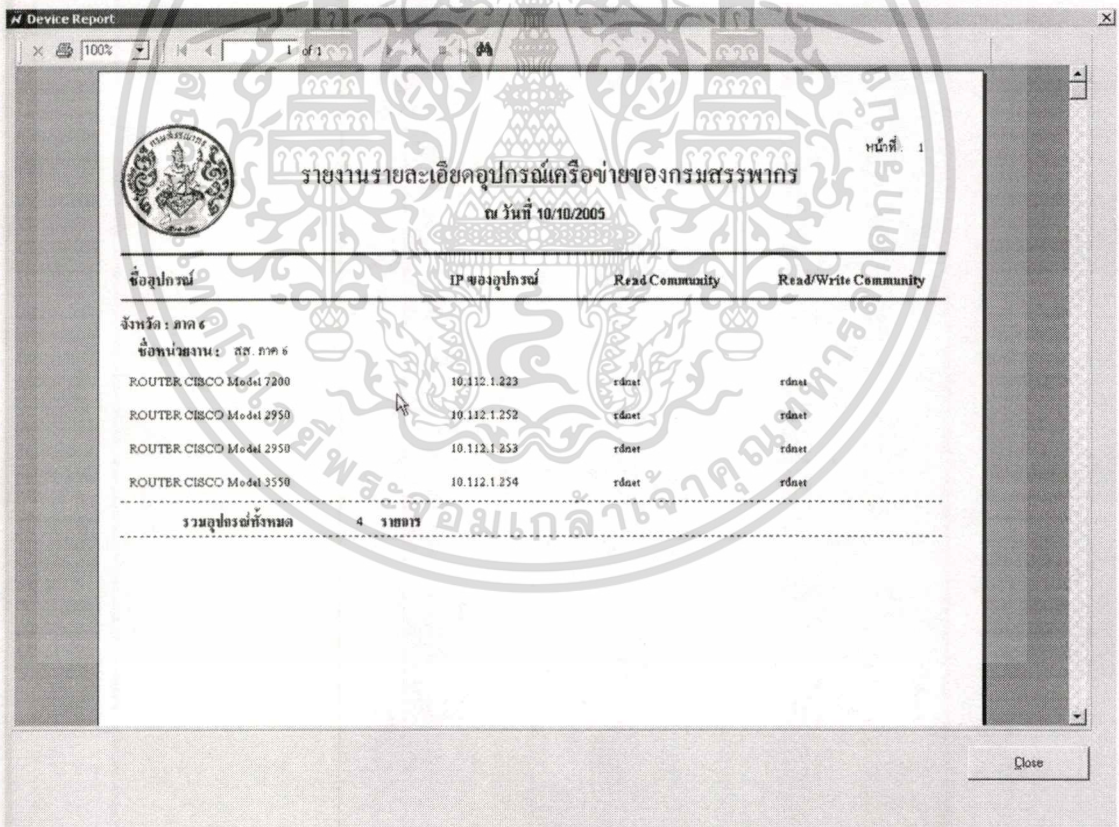 Device Report
100%
1 of 1
หน้าที่ : 1
รายงานรายละเอียดอุปกรณ์เครือข่ายของกรมสรรพากร
ณ วันที่ 10/10/2005
ชื่ออุปกรณ์ IP ของอุปกรณ์ Read Community Read/Write Community
จังหวัด : ภาค 6
ชื่อหน่วยงาน : สส. ภาค 6
ROUTER CISCO Model 7200 10.112.1.223 rdnet rdnet
ROUTER CISCO Model 2950 10.112.1.252 rdnet rdnet
ROUTER CISCO Model 2950 10.112.1.253 rdnet rdnet
ROUTER CISCO Model 3550 10.112.1.254 rdnet rdnet
รวมอุปกรณ์ทั้งหมด 4 รายการ
Close